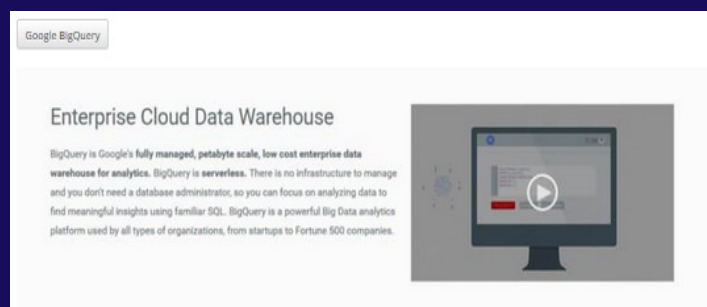 Google BigQuery
Enterprise Cloud Data Warehouse
BigQuery is Google's fully managed, petabyte scale, low cost enterprise data
warehouse for analytics. BigQuery is serverless. There is no infrastructure to manage
and you don't need a database administrator, so you can focus on analyzing data to
find meaningful insights using familiar SQL. BigQuery is a powerful Big Data analytics
platform used by all types of organizations, from startups to Fortune 500 companies.